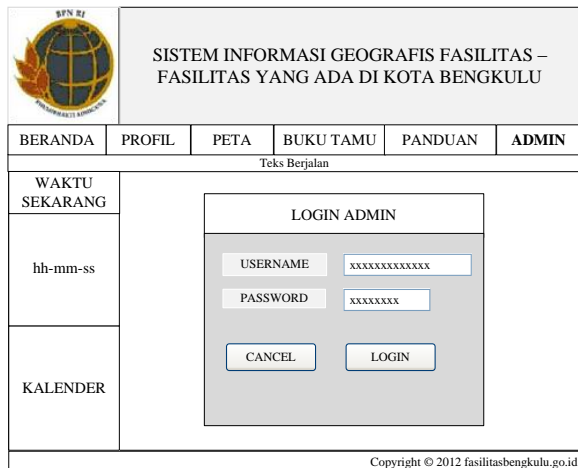 BPN RI
SISTEM INFORMASI GEOGRAFIS FASILITAS –
FASILITAS YANG ADA DI KOTA BENGKULU
BERANDA PROFIL PETA BUKU TAMU PANDUAN ADMIN
Teks Berjalan
WAKTU
SEKARANG
hh-mm-ss
KALENDER
LOGIN ADMIN
USERNAME xxxxxxxxxxxxx
PASSWORD xxxxxxxx
CANCEL LOGIN
Copyright © 2012 fasilitasbengkulu.go.id